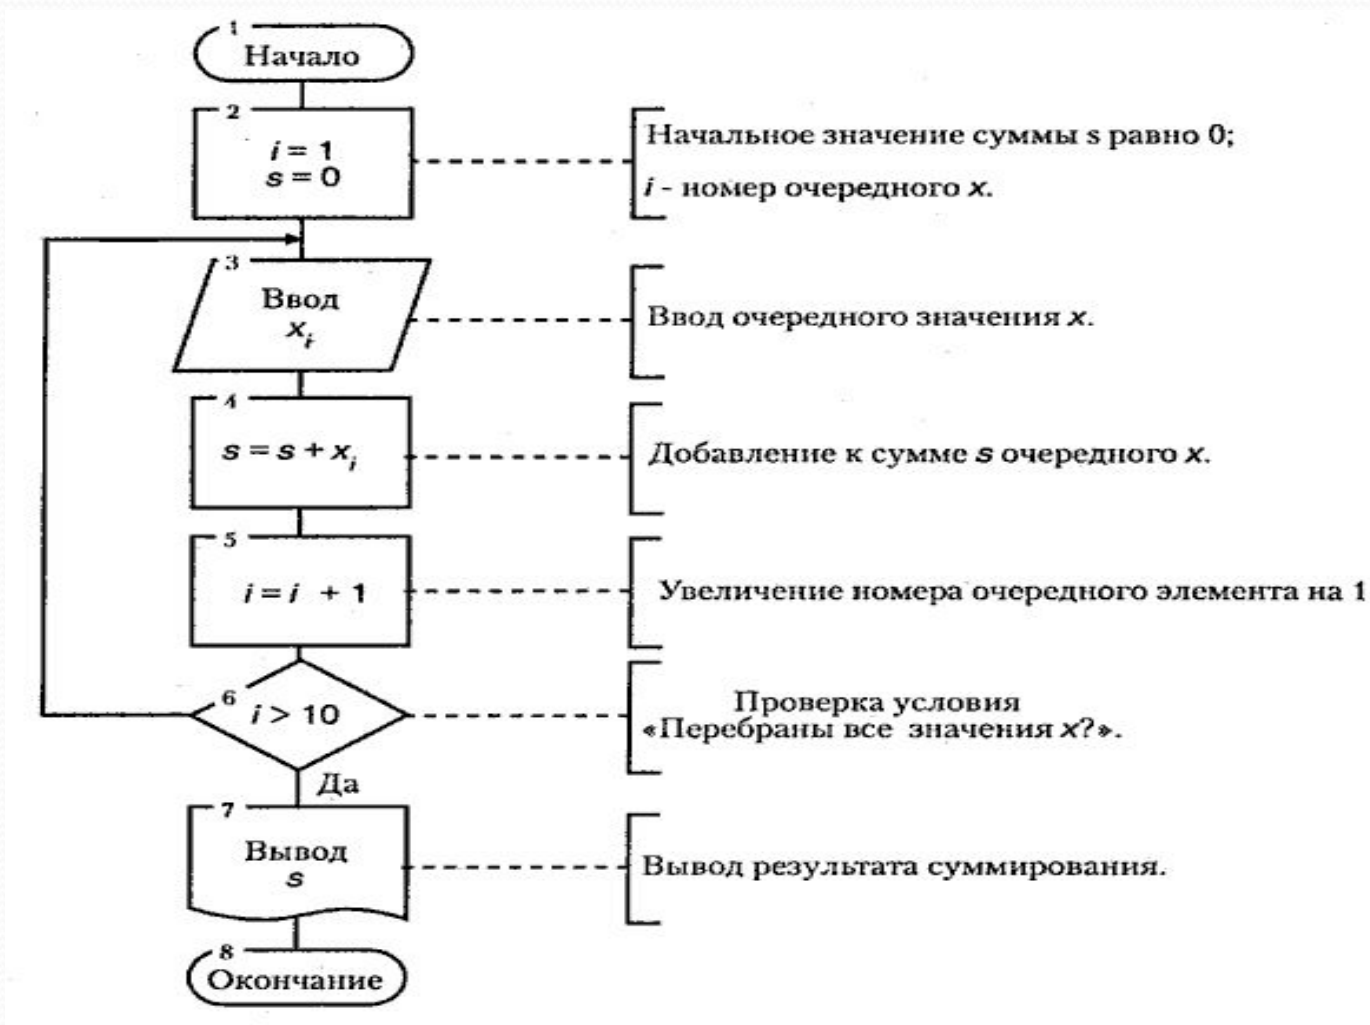 1
Начало
2
i = 1
s = 0
Начальное значение суммы s равно 0;
i - номер очередного x.
3
Ввод
xi
Ввод очередного значения x.
4
s = s + xi
Добавление к сумме s очередного x.
5
i = i + 1
Увеличение номера очередного элемента на 1
6
i > 10
Проверка условия
«Перебраны все значения x?».
Да
7
Вывод
s
Вывод результата суммирования.
8
Окончание